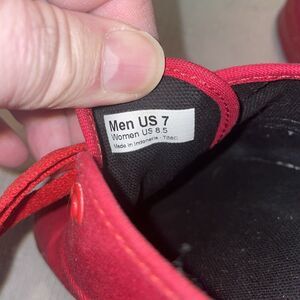 Men US 7
Women US 8.5
Made in Indonesia -